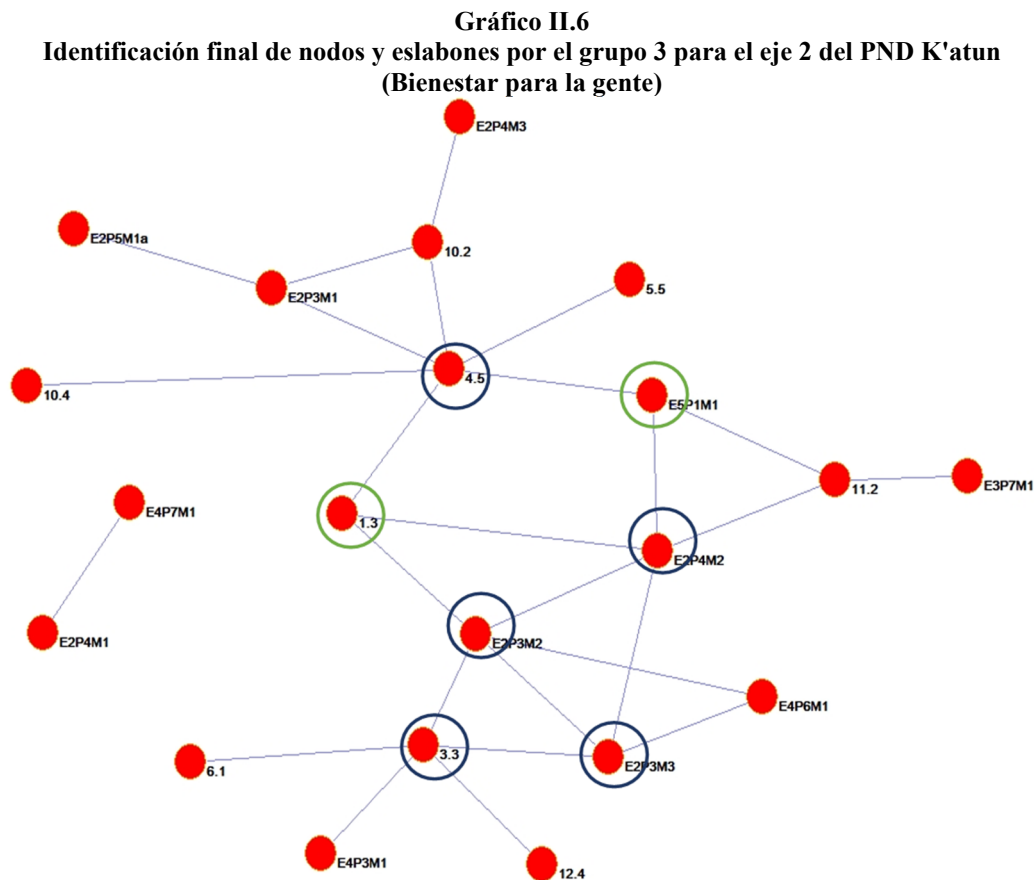 Gráfico II.6
Identificación final de nodos y eslabones por el grupo 3 para el eje 2 del PND K'atun
(Bienestar para la gente)
E2P4M3
E2P5M1a
10.2
5.5
E2P3M1
4.5
10.4
E5P1M1
E3P7M1
11.2
E4P7M1
1.3
E2P4M2
E2P4M1
E2P3M2
E4P6M1
3.3
E2P3M3
6.1
E4P3M1
12.4